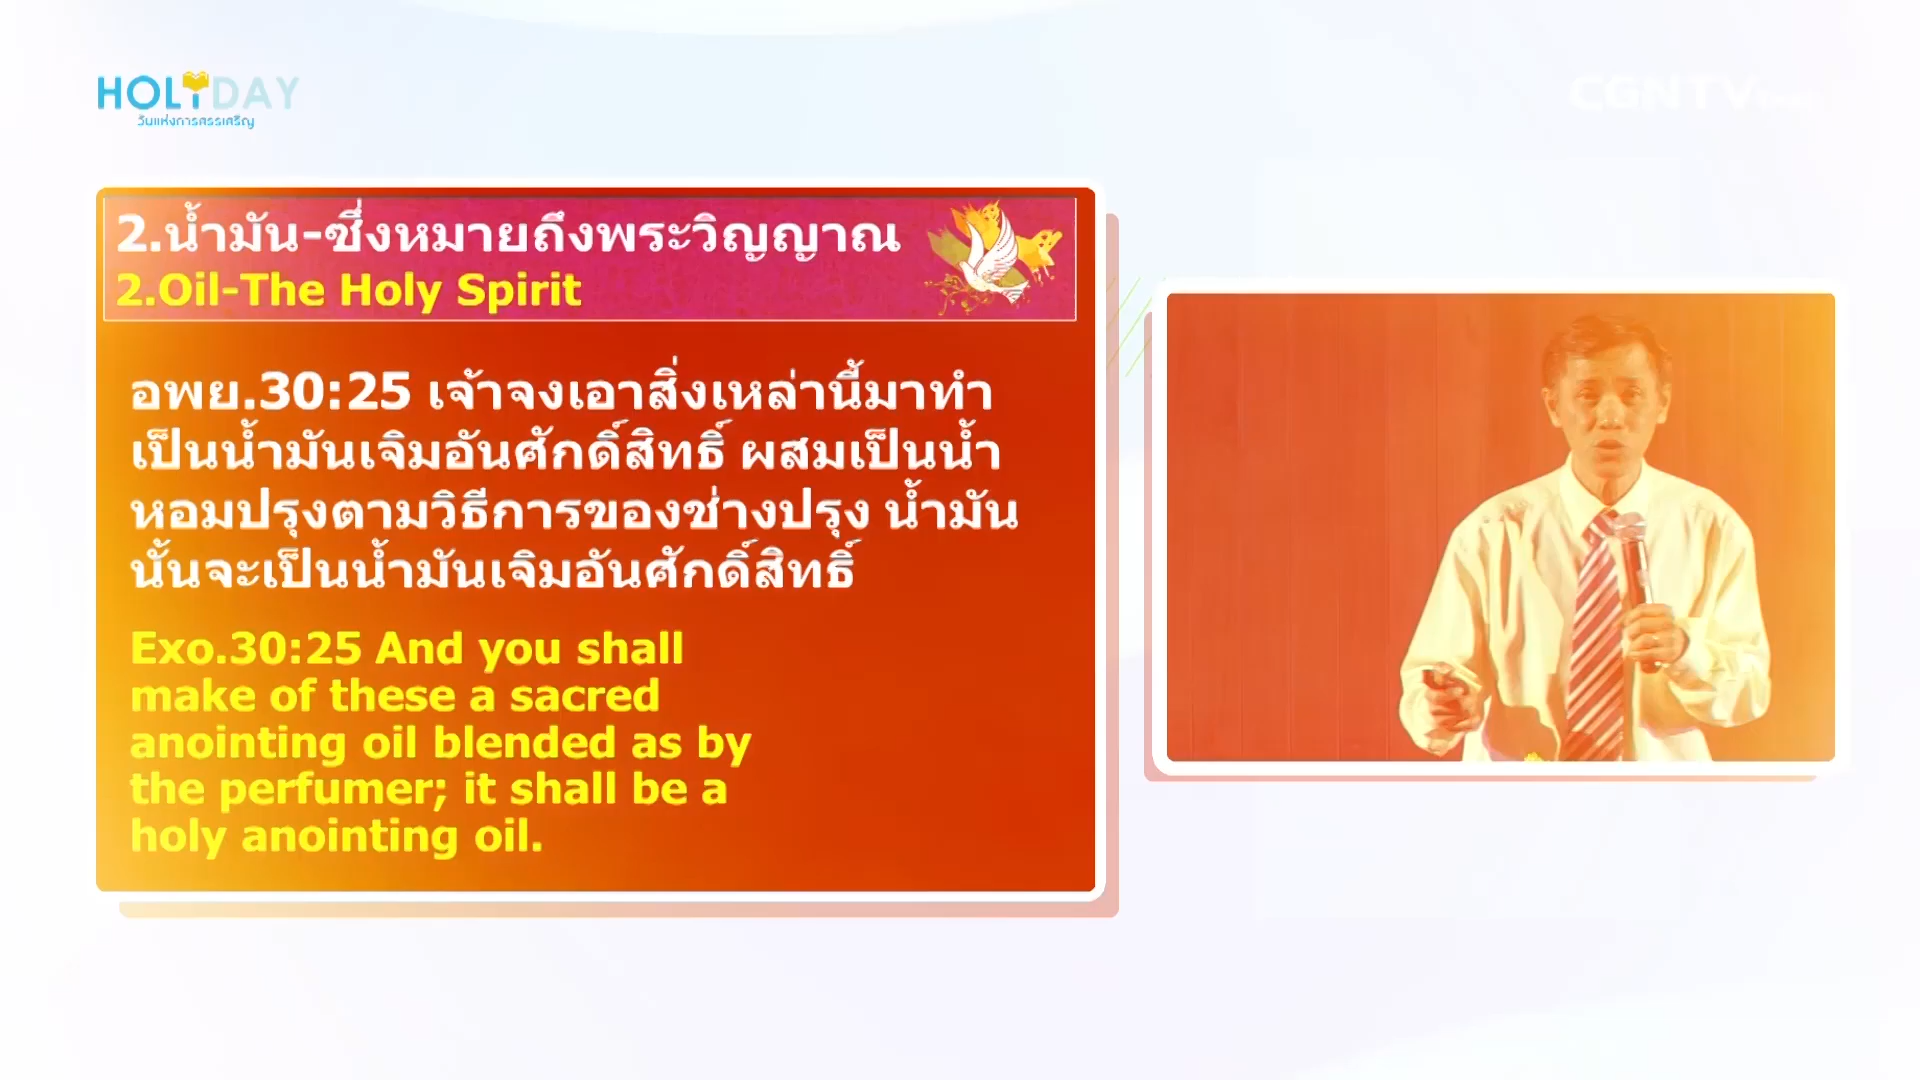 HOLYDAY
วันแห่งการสรรเสริญ
CGNTV
2.น้ำมัน-ซึ่งหมายถึงพระวิญญาณ
2.Oil-The Holy Spirit
อพย.30:25 เจ้าจงเอาสิ่งเหล่านี้มาทำ
เป็นน้ำมันเจิมอันศักดิ์สิทธิ์ ผสมเป็นน้ำ
หอมปรุงตามวิธีการของช่างปรุง น้ำมัน
นั้นจะเป็นน้ำมันเจิมอันศักดิ์สิทธิ์
Exo.30:25 And you shall
make of these a sacred
anointing oil blended as by
the perfumer; it shall be a
holy anointing oil.